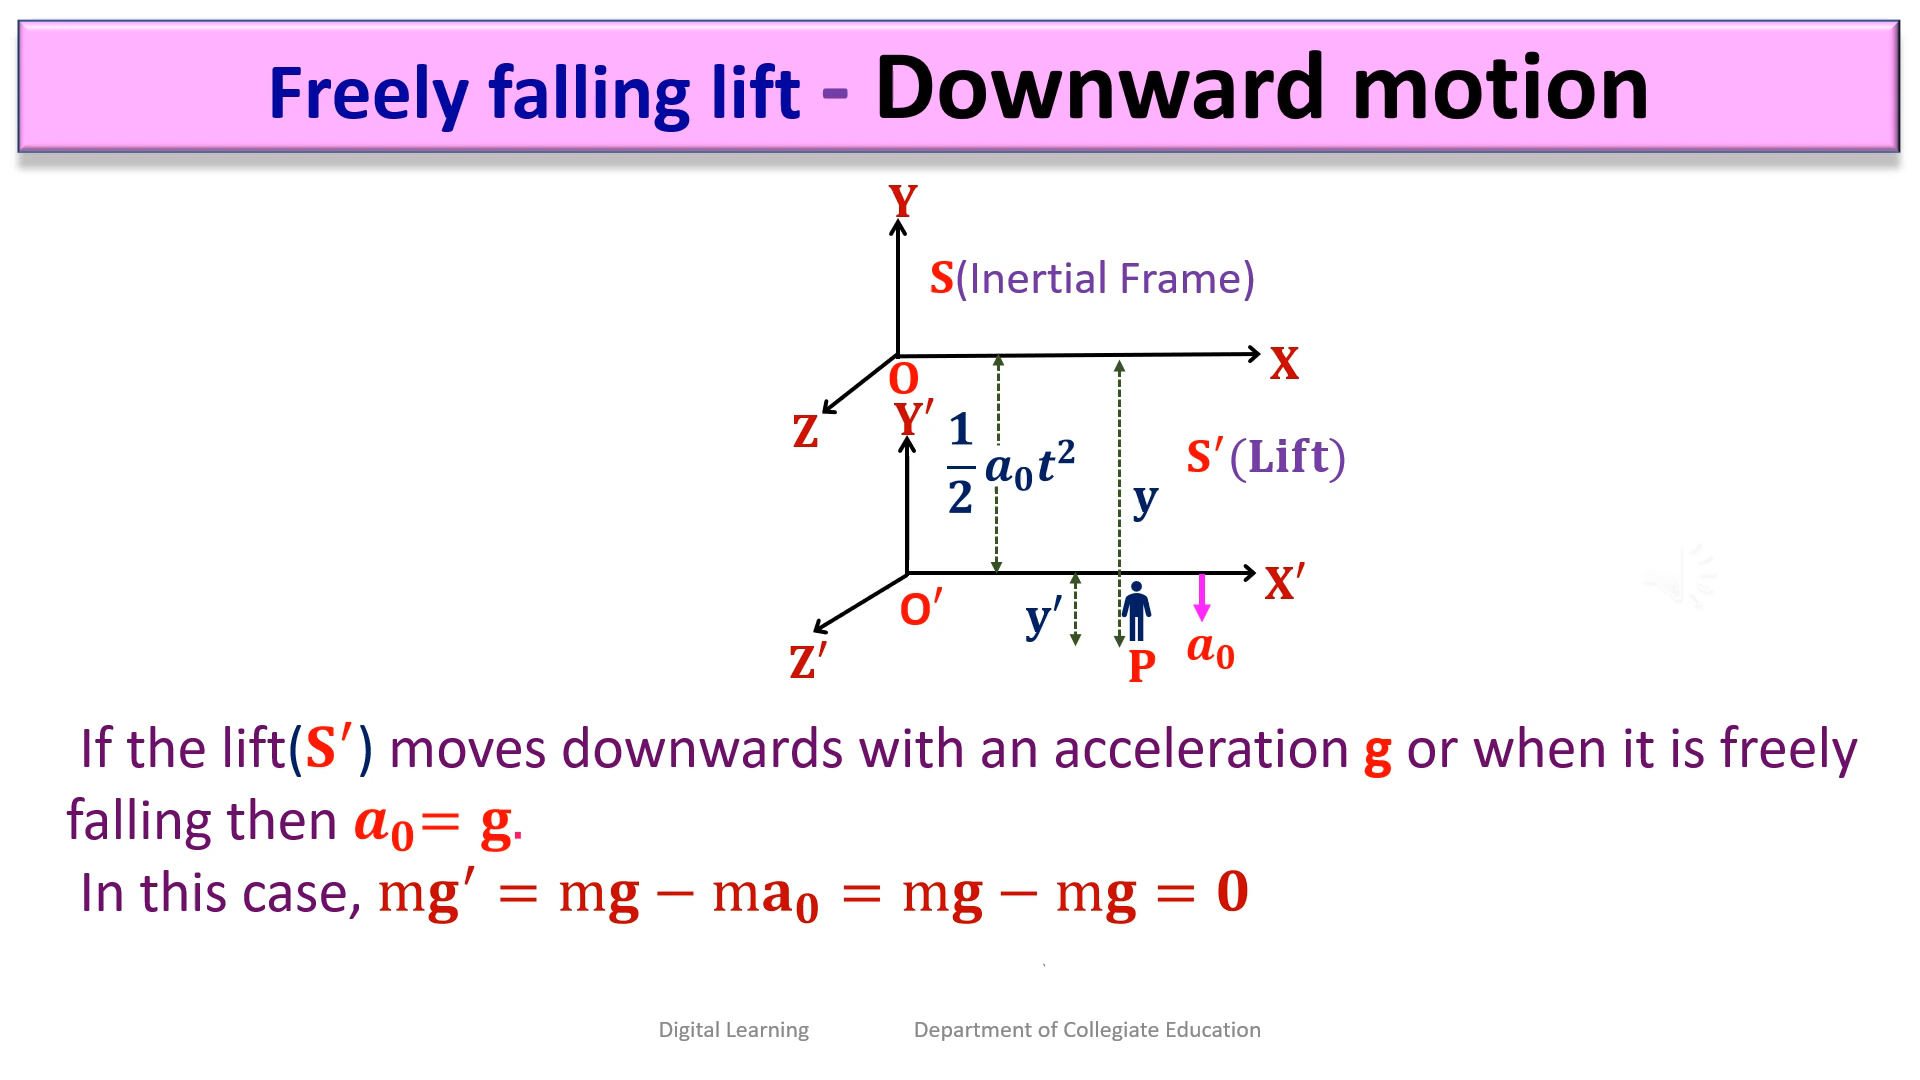 Freely falling lift - Downward motion
Y
S(Inertial Frame)
X
O
Z
Y′
1/2 a₀t²
S′(Lift)
y
X′
O′
y′
Z′
P
a₀
If the lift(S′) moves downwards with an acceleration g or when it is freely
falling then a₀= g.
In this case, mg′ = mg − ma₀ = mg − mg = 0
Digital Learning
Department of Collegiate Education